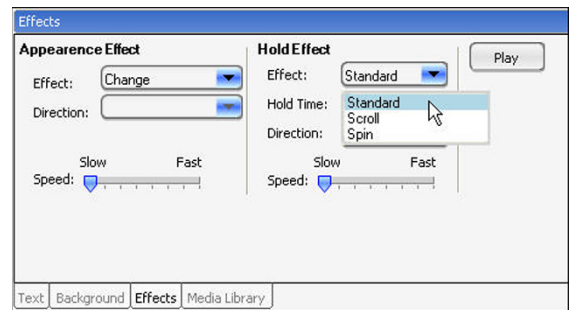 Effects
Appearence Effect
Effect: Change
Direction:
Slow Fast
Speed:
Hold Effect
Effect: Standard
Hold Time: Standard
Scroll
Direction: Spin
Slow Fast
Speed:
Play
Text Background Effects Media Library